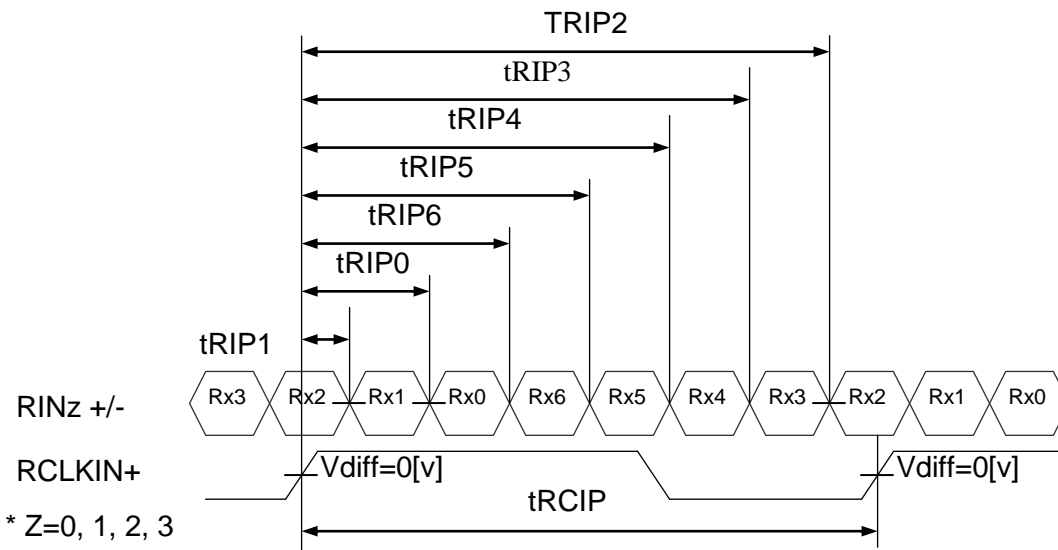 TRIP2
tRIP3
tRIP4
tRIP5
tRIP6
tRIP0
tRIP1
RINz +/- Rx3 Rx2 Rx1 Rx0 Rx6 Rx5 Rx4 Rx3 Rx2 Rx1 Rx0
RCLKIN+ Vdiff=0[v] Vdiff=0[v]
tRCIP
* Z=0, 1, 2, 3